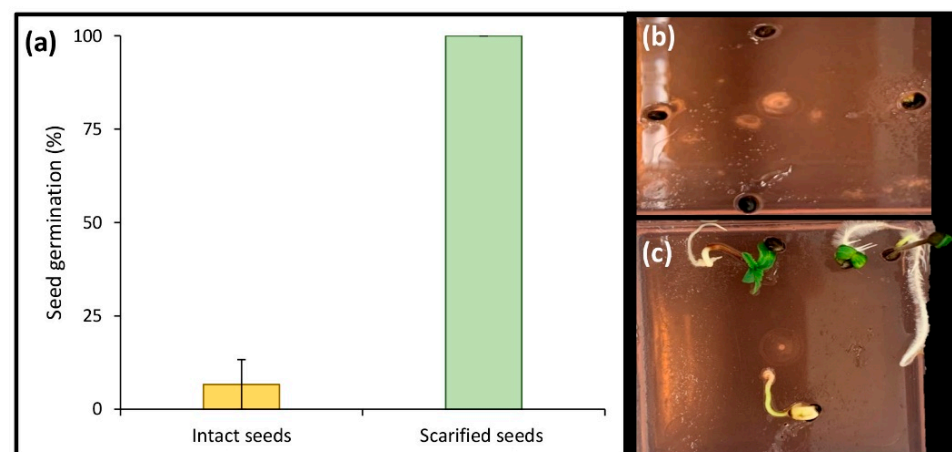 (a)
100
75
50
25
0
Seed germination (%)
Intact seeds
Scarified seeds
(b)
(c)